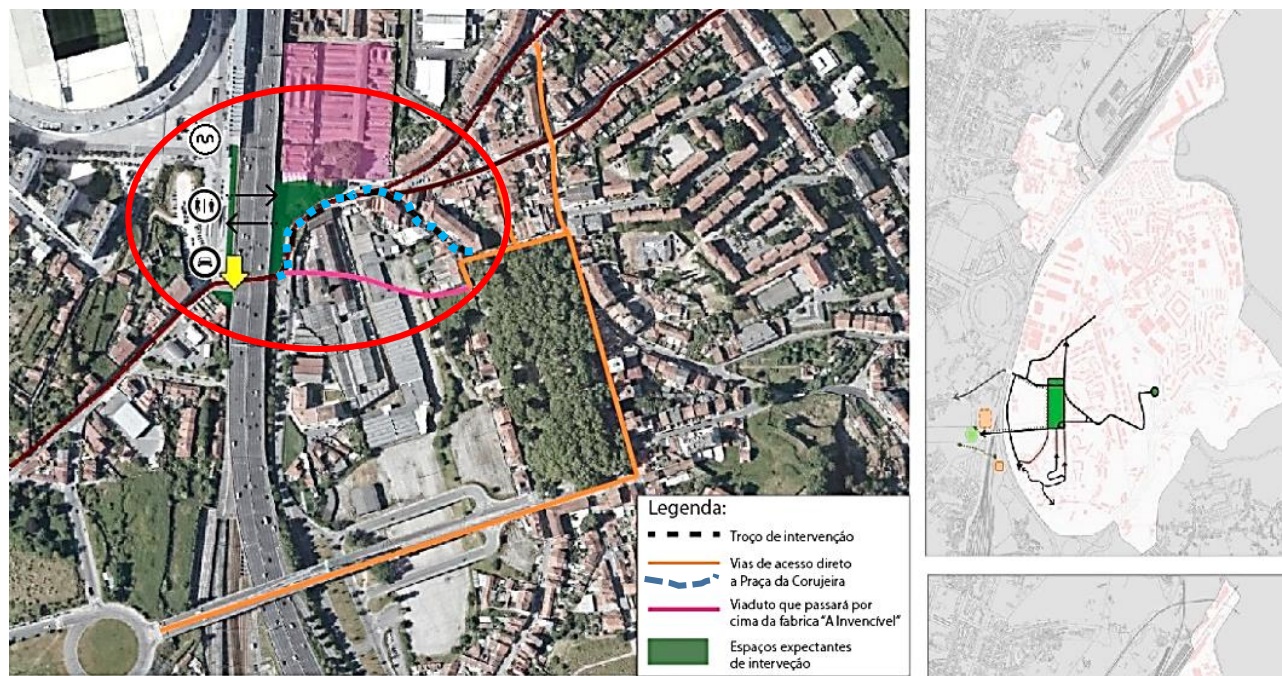 Legenda:
Troço de intervenção
Vias de acesso direto
a Praça da Corujeira
Viaduto que passará por
cima da fabrica "A Invencível"
Espaços expectantes
de interveção